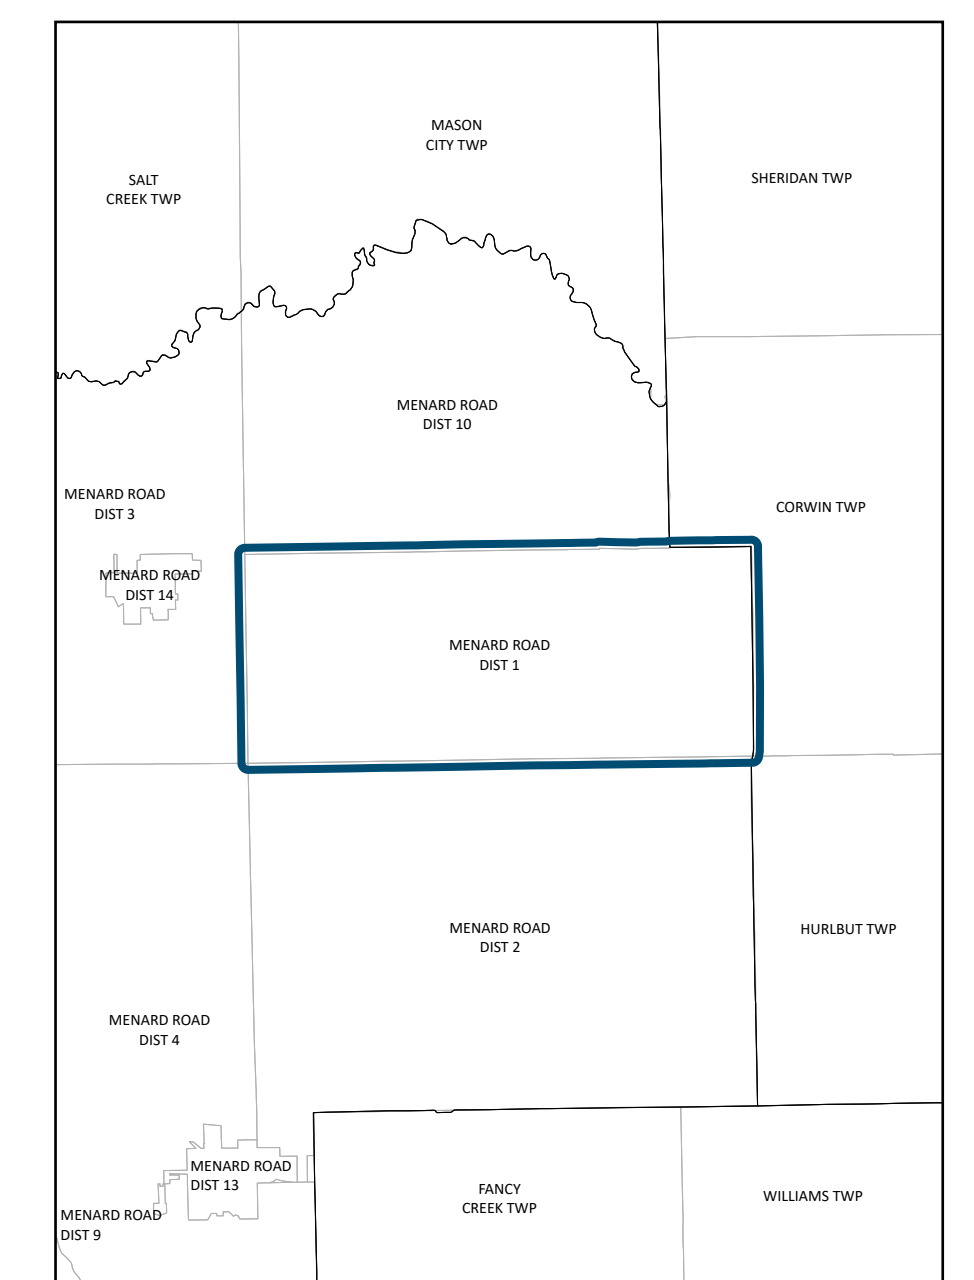 MASON
CITY TWP
SALT
CREEK TWP
SHERIDAN TWP
MENARD ROAD
DIST 10
MENARD ROAD
DIST 3
CORWIN TWP
MENARD ROAD
DIST 14
MENARD ROAD
DIST 1
MENARD ROAD
DIST 2
HURLBUT TWP
MENARD ROAD
DIST 4
MENARD ROAD
DIST 13
FANCY
CREEK TWP
WILLIAMS TWP
MENARD ROAD
DIST 9